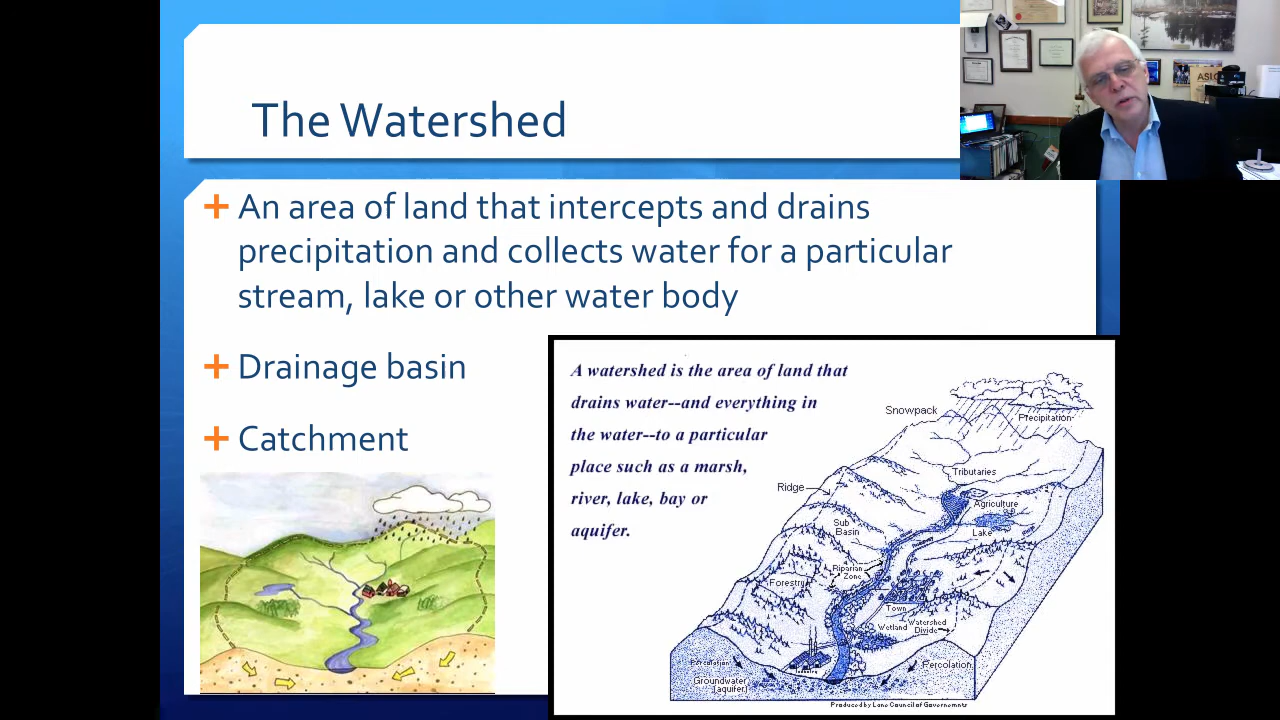 The Watershed
An area of land that intercepts and drains
precipitation and collects water for a particular
stream, lake or other water body
Drainage basin
Catchment
A watershed is the area of land that
drains water--and everything in
the water--to a particular
place such as a marsh,
river, lake, bay or
aquifer.
Snowpack
Precipitation
Tributaries
Ridge
Agriculture
Sub
Basin
Lake
Riparian
Zone
Forestry
Town
Wetland
Watershed
Divide
Percolation
Groundwater
(aquifer)
Produced by Lane Council of Governments
ASLO